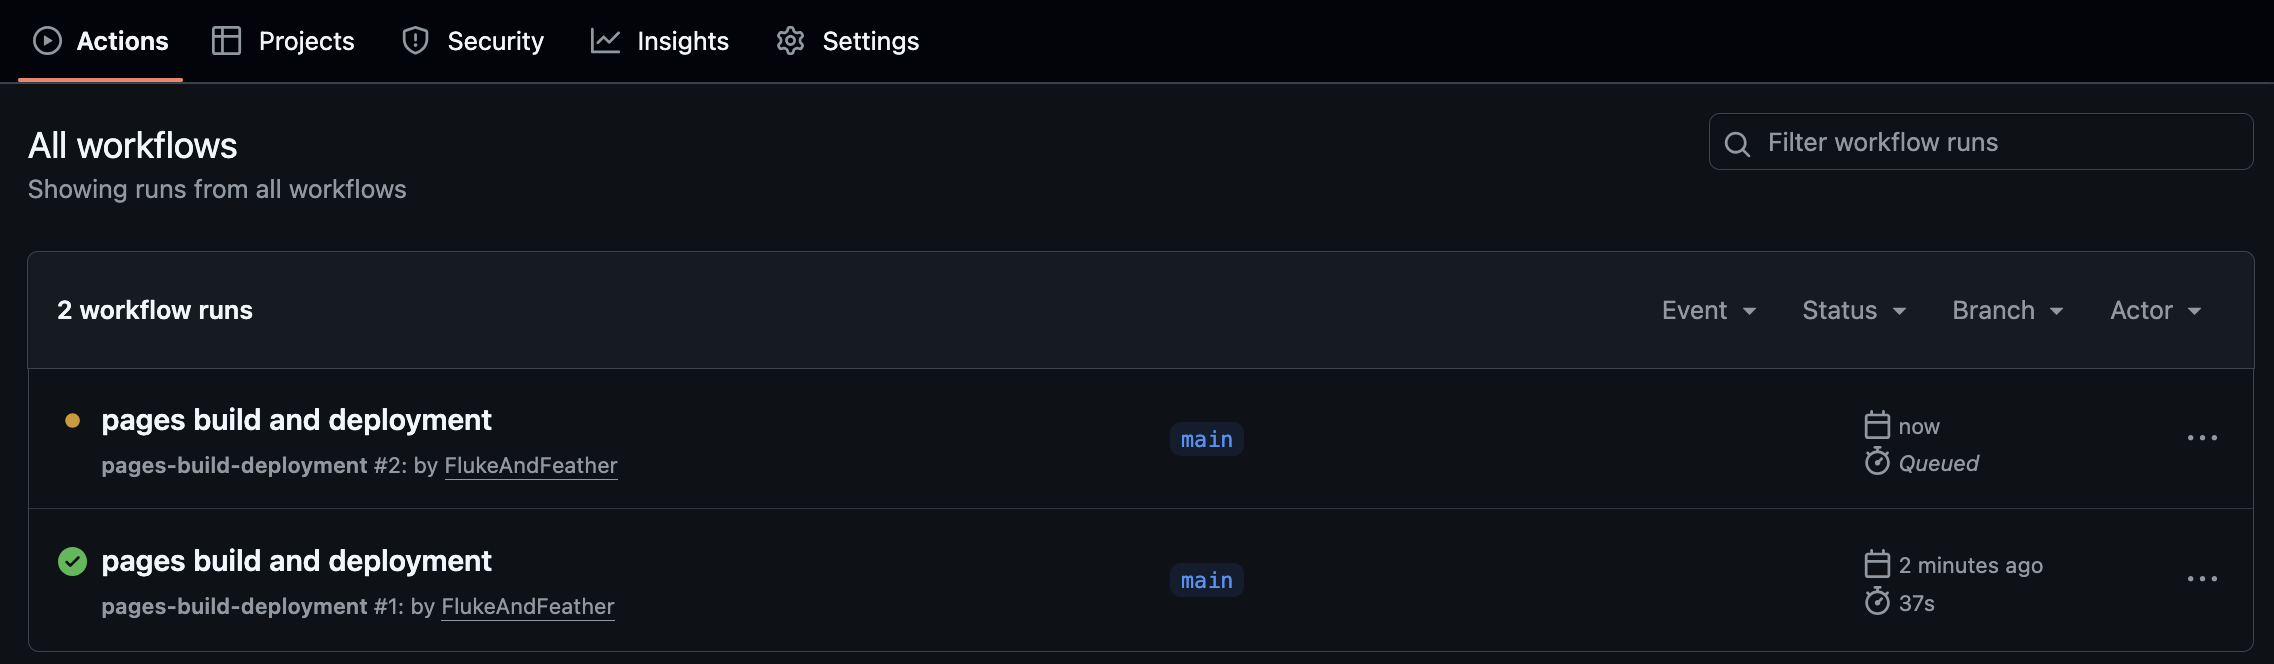 Actions Projects Security Insights Settings
All workflows
Filter workflow runs
Showing runs from all workflows
2 workflow runs
Event Status Branch Actor
pages build and deployment
pages-build-deployment #2: by FlukeAndFeather
main
now
Queued
pages build and deployment
pages-build-deployment #1: by FlukeAndFeather
main
2 minutes ago
37s